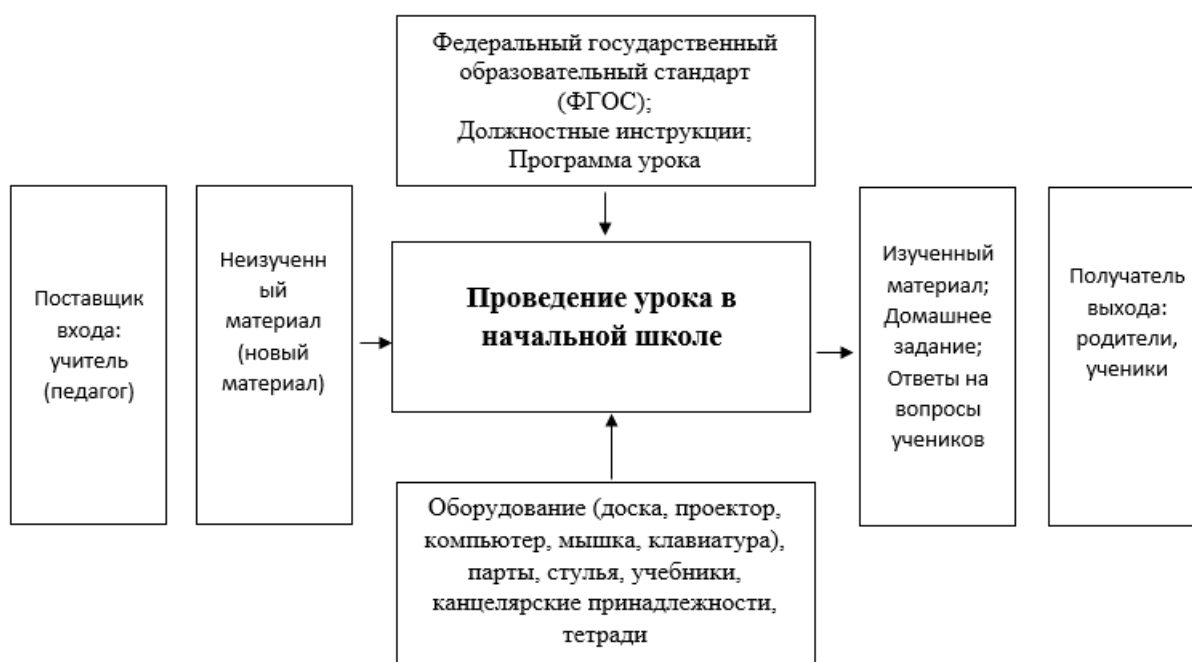 Федеральный государственный
образовательный стандарт
(ФГОС);
Должностные инструкции;
Программа урока
Поставщик
входа:
учитель
(педагог)
Неизученн
ый
материал
(новый
материал)
Проведение урока в
начальной школе
Изученный
материал;
Домашнее
задание;
Ответы на
вопросы
учеников
Получатель
выхода:
родители,
ученики
Оборудование (доска, проектор,
компьютер, мышка, клавиатура),
парты, стулья, учебники,
канцелярские принадлежности,
тетради